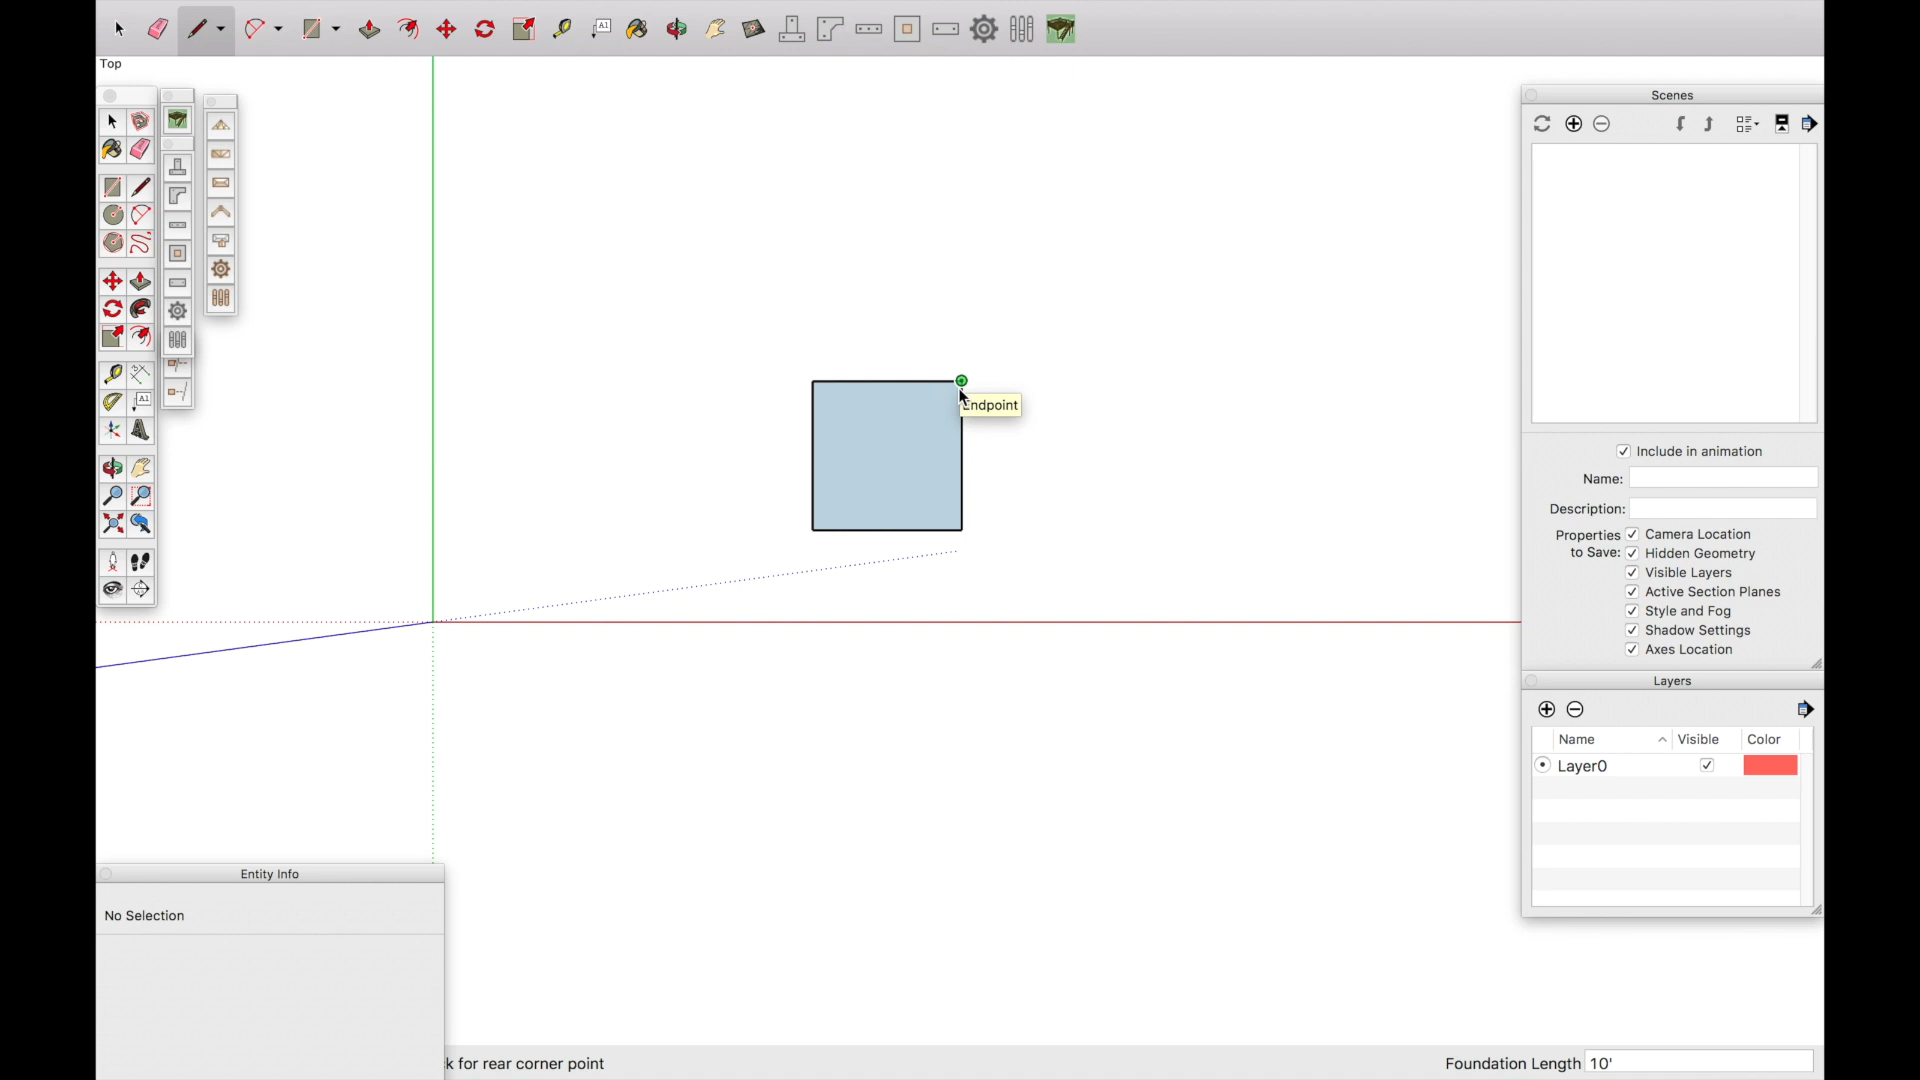 A1
Top
Scenes
A1
Endpoint
Include in animation
Name:
Description:
Properties to Save:
Camera Location
Hidden Geometry
Visible Layers
Active Section Planes
Style and Fog
Shadow Settings
Axes Location
Layers
Name Visible Color
Layer0
Entity Info
No Selection
k for rear corner point
Foundation Length 10'